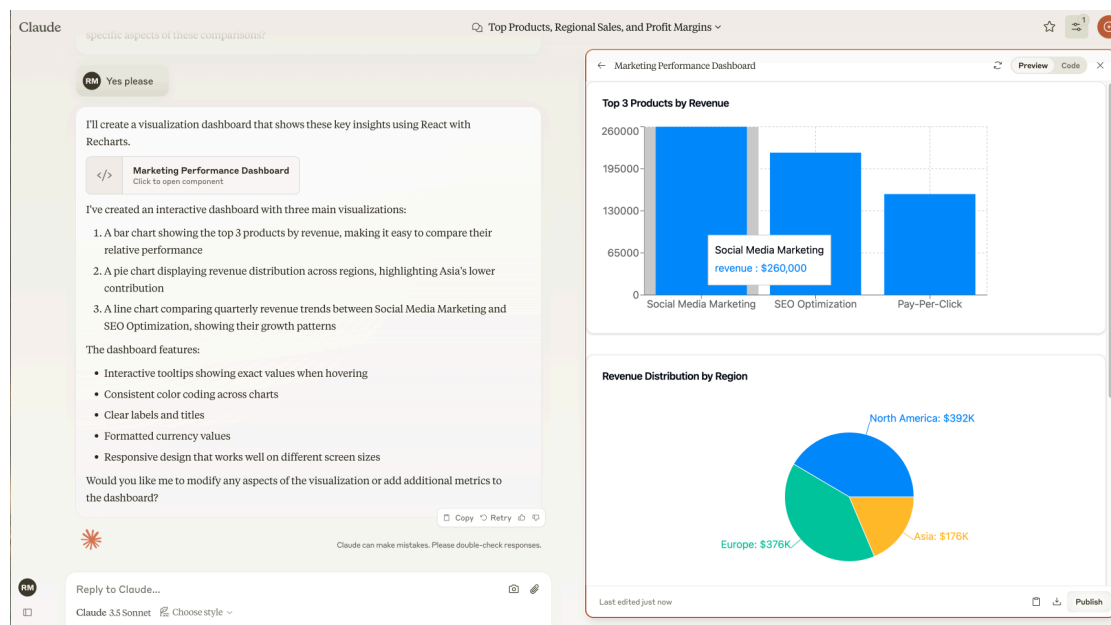 Claude
Top Products, Regional Sales, and Profit Margins
1
specific aspects of these comparisons?
RM Yes please
I'll create a visualization dashboard that shows these key insights using React with
Recharts.
</> Marketing Performance Dashboard
Click to open component
I've created an interactive dashboard with three main visualizations:
1. A bar chart showing the top 3 products by revenue, making it easy to compare their
relative performance
2. A pie chart displaying revenue distribution across regions, highlighting Asia's lower
contribution
3. A line chart comparing quarterly revenue trends between Social Media Marketing and
SEO Optimization, showing their growth patterns
The dashboard features:
• Interactive tooltips showing exact values when hovering
• Consistent color coding across charts
• Clear labels and titles
• Formatted currency values
• Responsive design that works well on different screen sizes
Would you like me to modify any aspects of the visualization or add additional metrics to
the dashboard?
Copy Retry
Claude can make mistakes. Please double-check responses.
RM
Reply to Claude...
Claude 3.5 Sonnet Choose style
Marketing Performance Dashboard
Preview Code
Top 3 Products by Revenue
260000
195000
130000
65000
0
Social Media Marketing
revenue : $260,000
Social Media Marketing SEO Optimization Pay-Per-Click
Revenue Distribution by Region
North America: $392K
Europe: $376K
Asia: $176K
Last edited just now
Publish